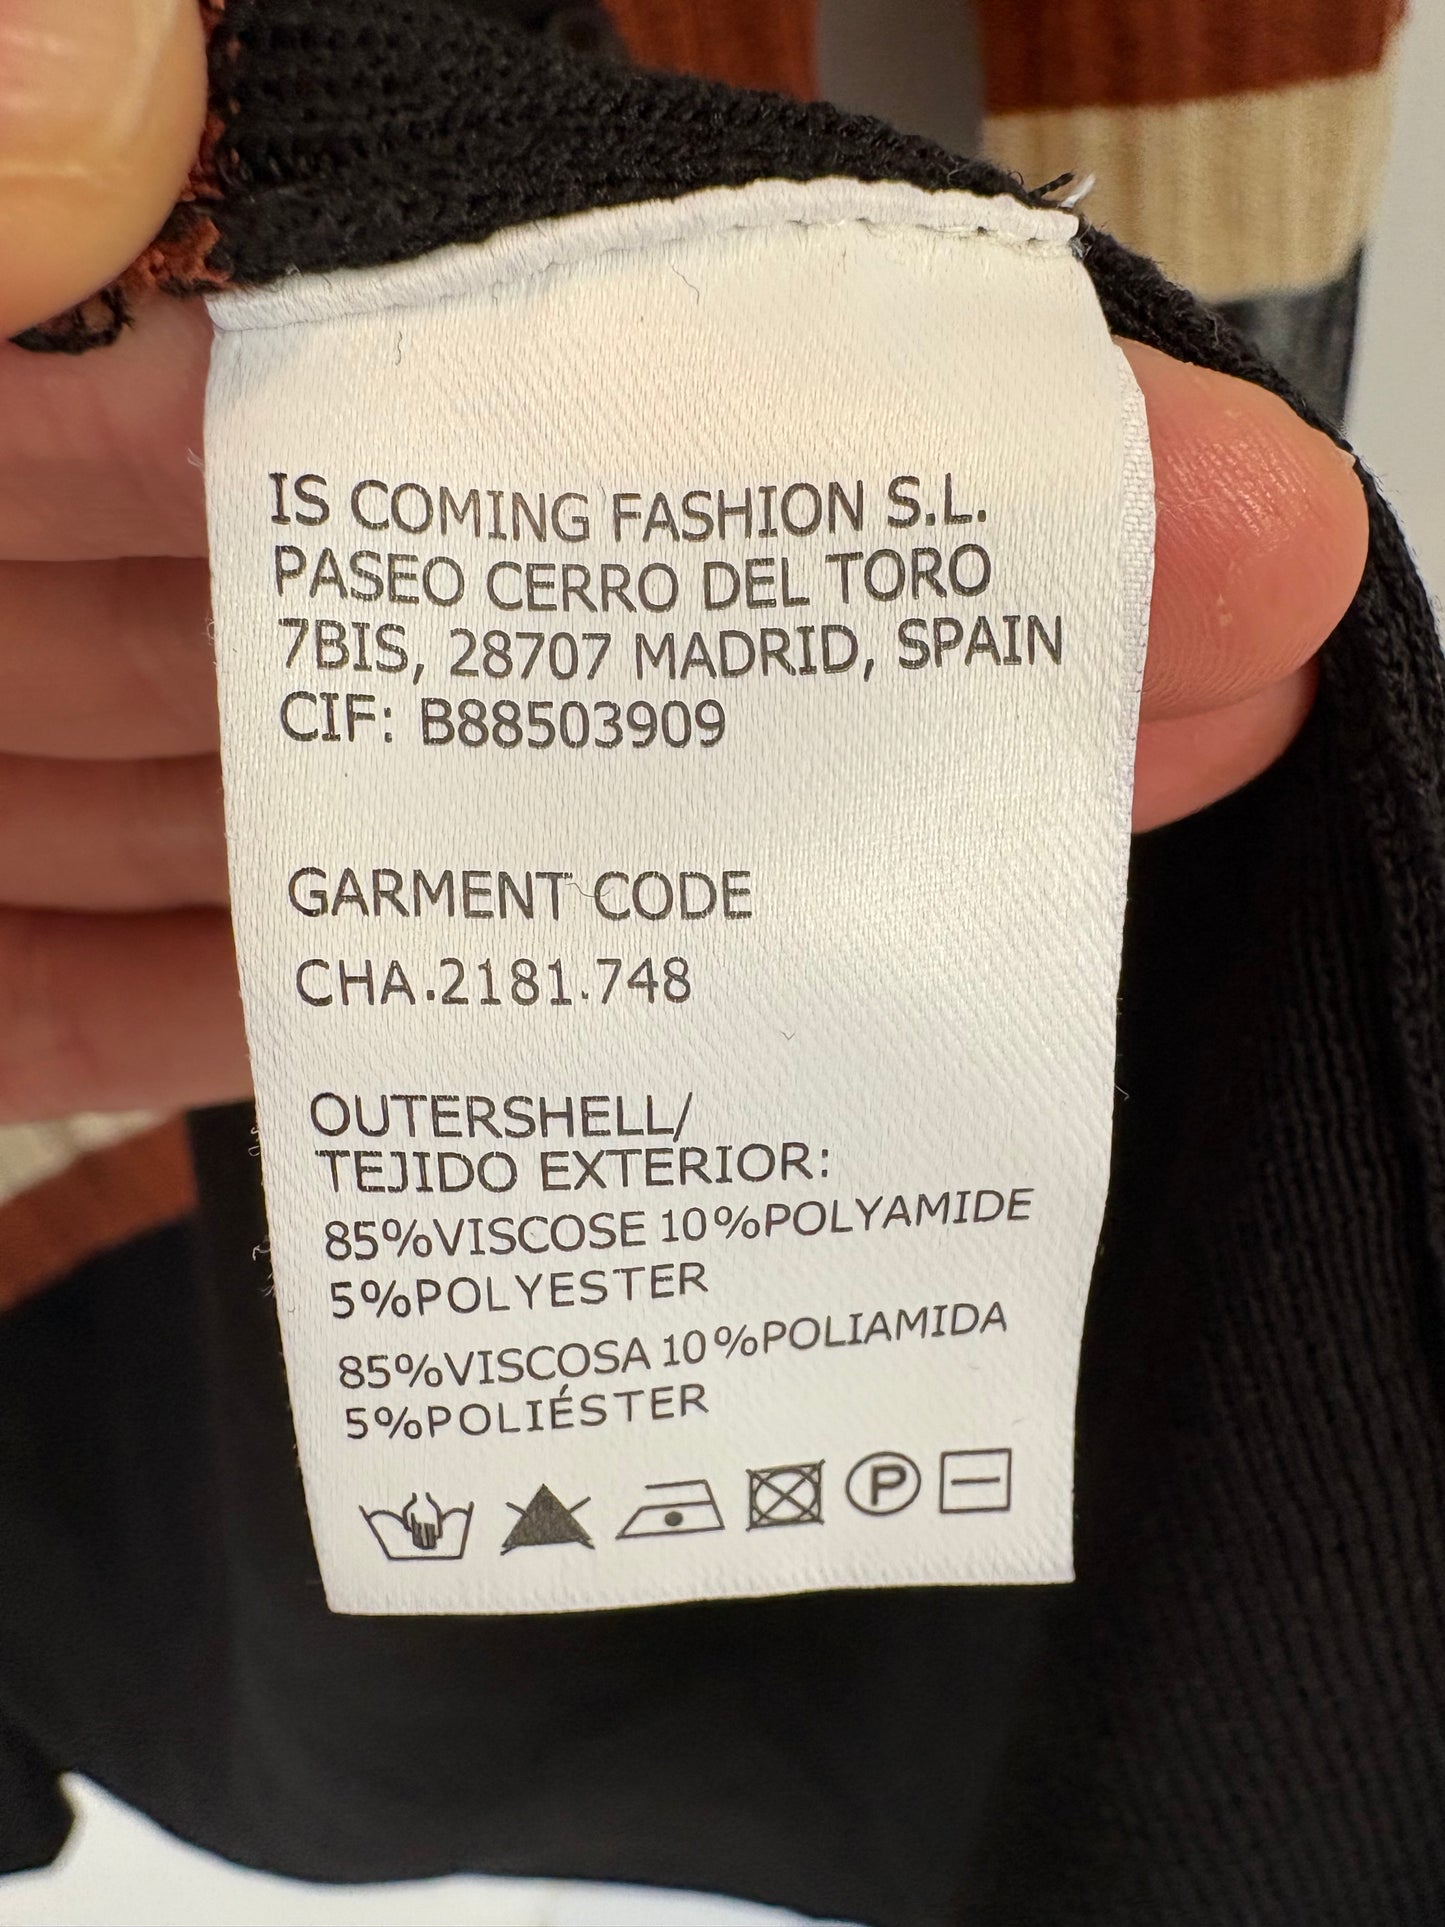 IS COMING FASHION S.L.
PASEO CERRO DEL TORO
7BIS, 28707 MADRID, SPAIN
CIF: B88503909
GARMENT CODE
CHA.2181.748
OUTERSHELL/
TEJIDO EXTERIOR:
85%VISCOSE 10%POLYAMIDE
5%POLYESTER
85%VISCOSA 10%POLIAMIDA
5%POLIÉSTER
P